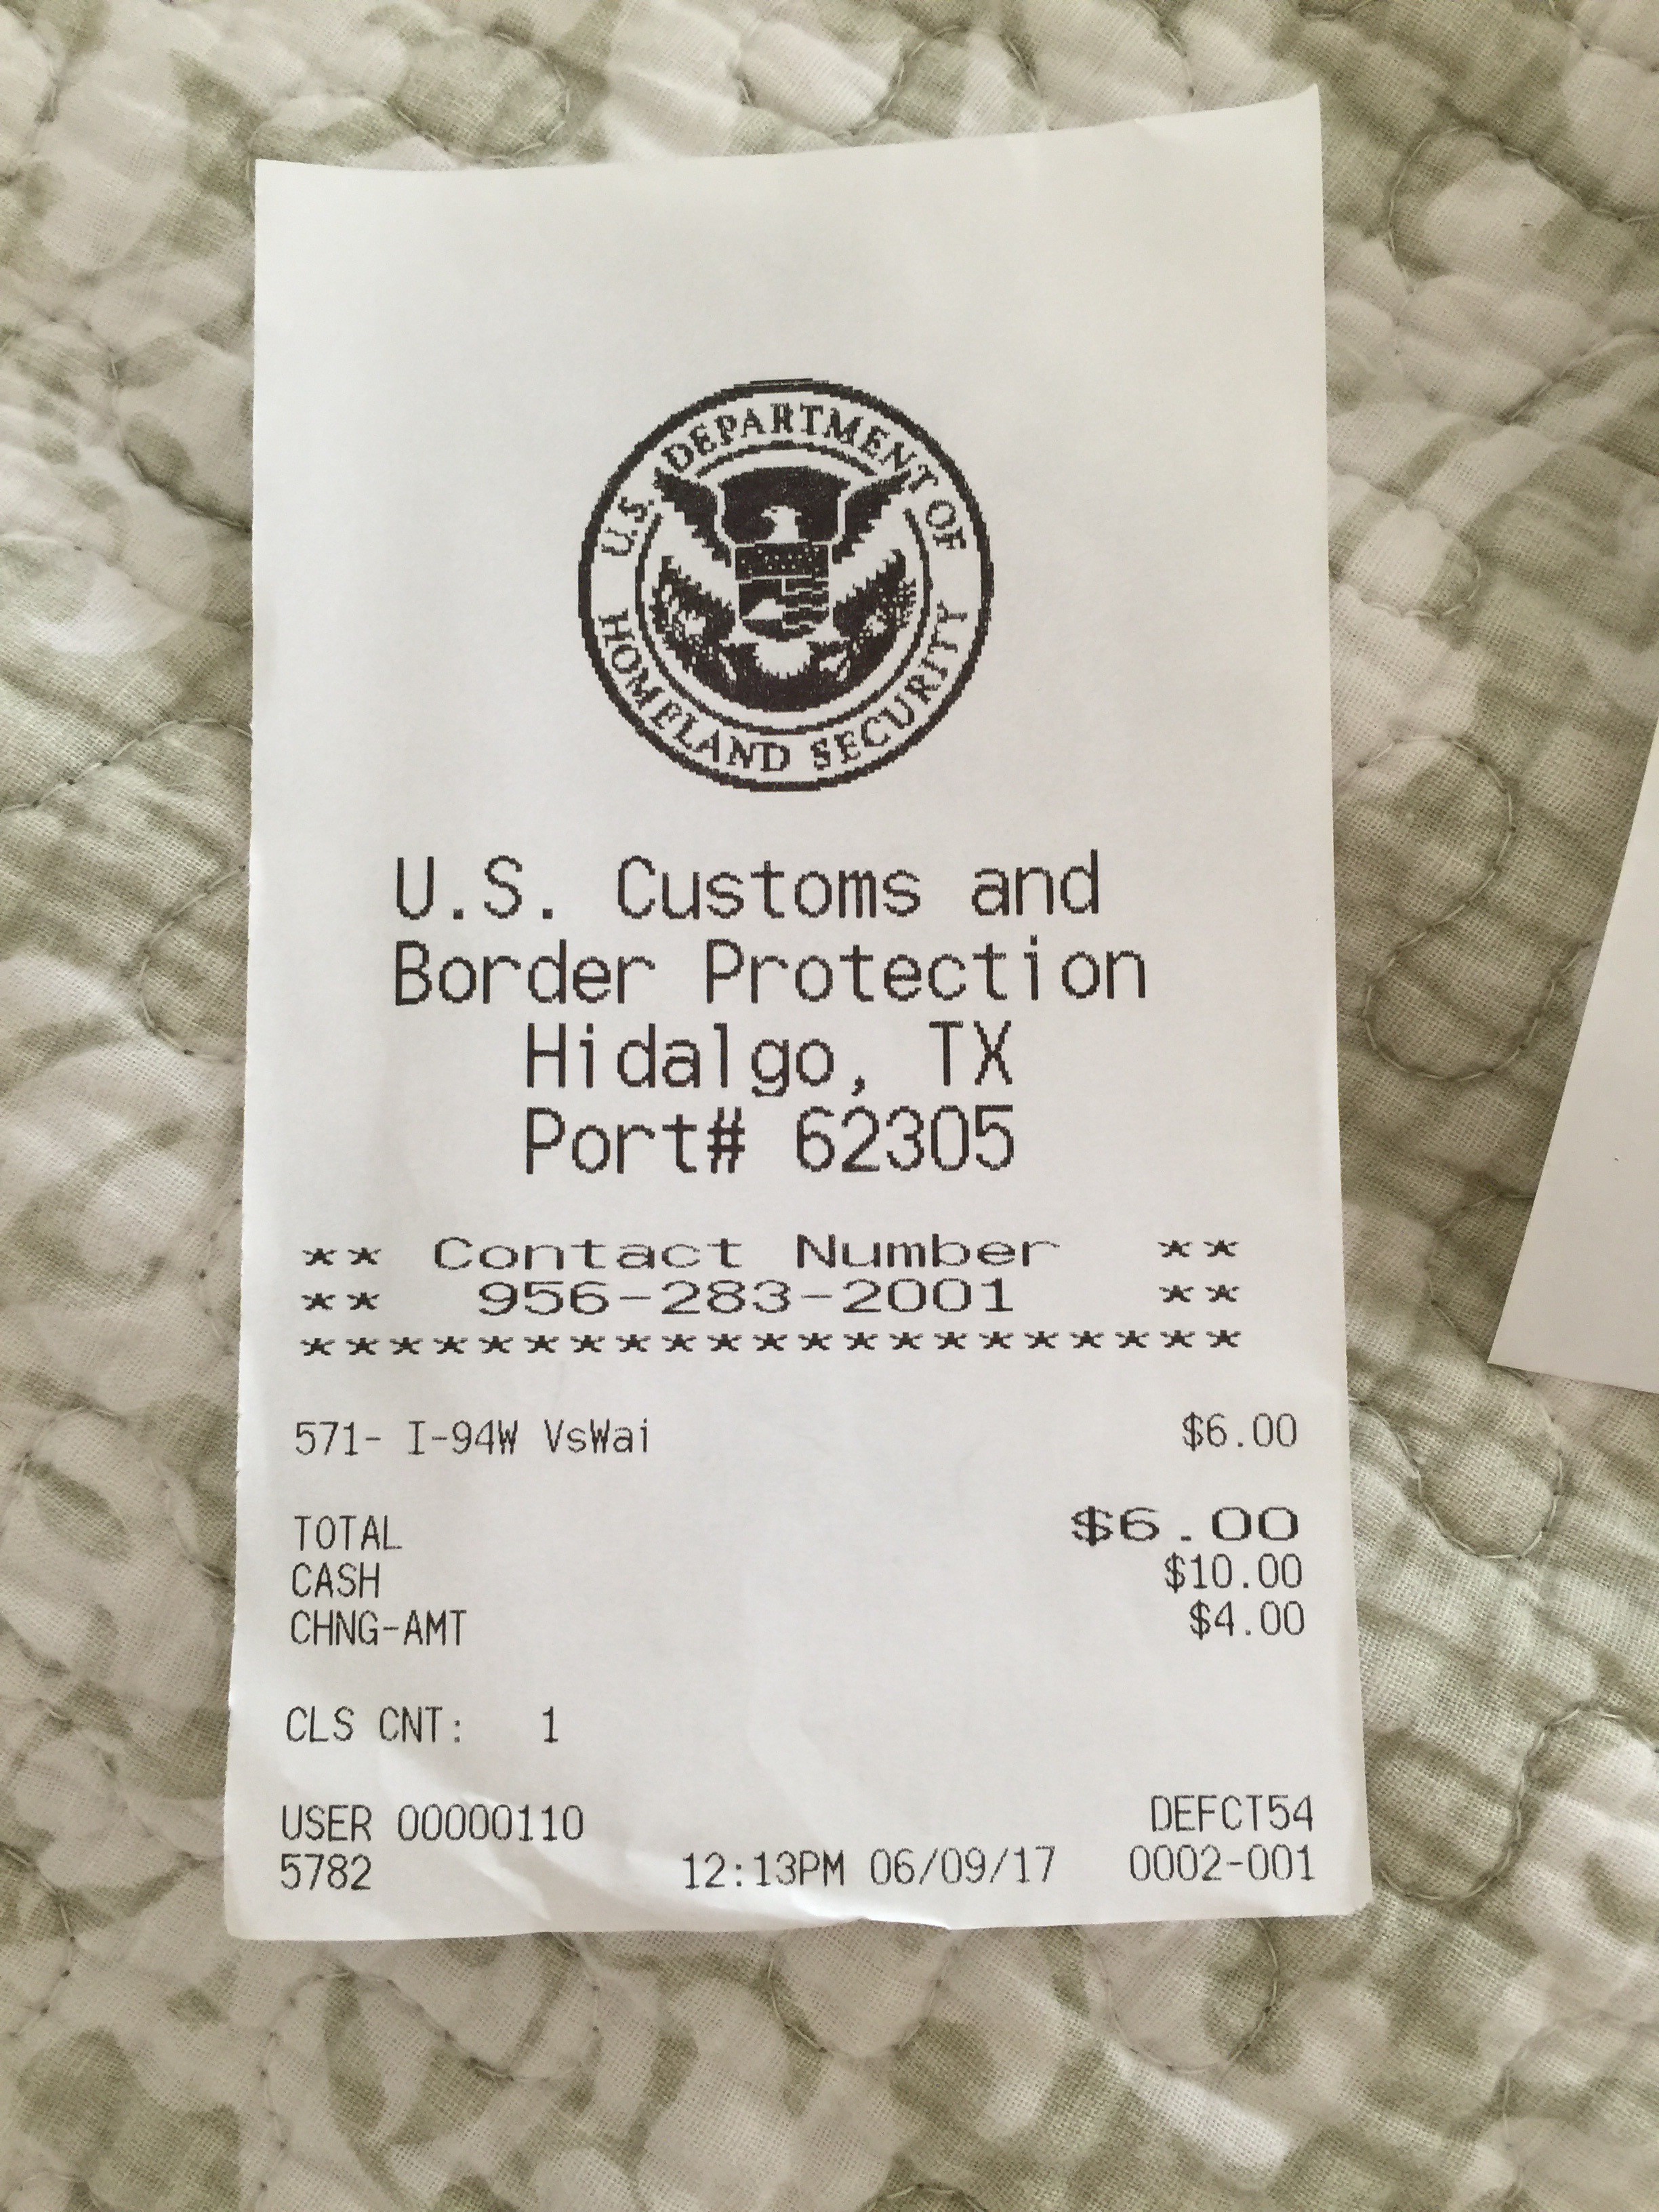 U.S. DEPARTMENT OF
HOMELAND SECURITY
U.S. Customs and
Border Protection
Hidalgo, TX
Port# 62305
** Contact Number **
** 956-283-2001 **
*********************
571- I-94W VsWai $6.00
TOTAL $6.00
CASH $10.00
CHNG-AMT $4.00
CLS CNT: 1
USER 00000110 DEFCT54
5782 12:13PM 06/09/17 0002-001